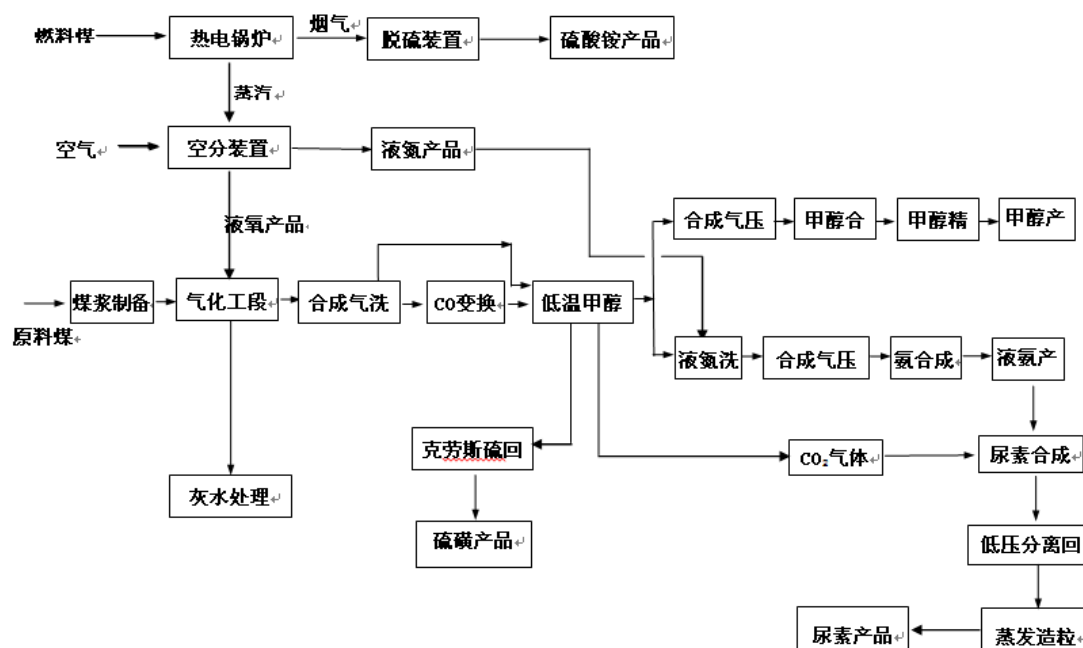 燃料煤
热电锅炉
烟气
脱硫装置
硫酸铵产品
蒸汽
空气
空分装置
液氮产品
液氧产品
合成气压
甲醇合
甲醇精
甲醇产
煤浆制备
气化工段
合成气洗
CO变换
低温甲醇
原料煤
液氮洗
合成气压
氨合成
液氨产
克劳斯硫回
CO₂气体
尿素合成
灰水处理
硫磺产品
低压分离回
尿素产品
蒸发造粒